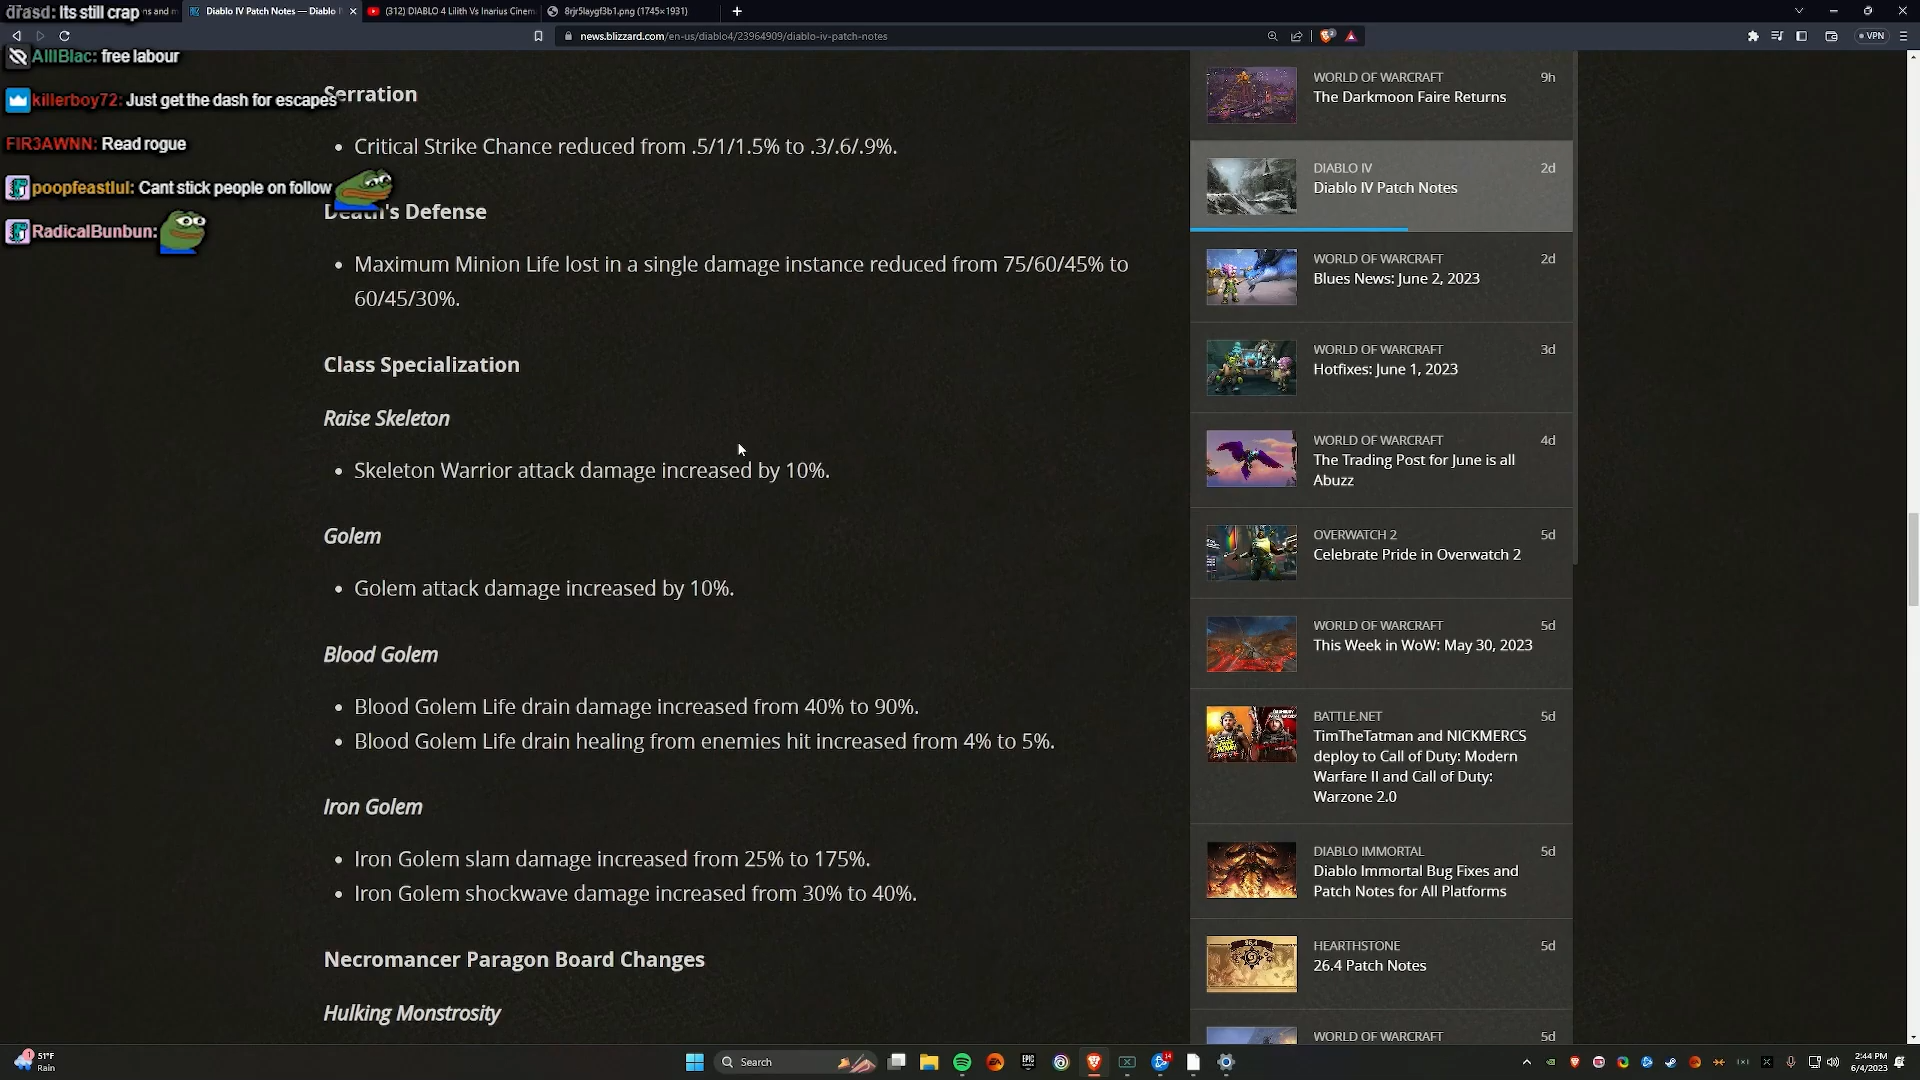 drasd: Its still crap
ns and m
Diablo IV Patch Notes — Diablo I
(312) DIABLO 4 Lilith Vs Inarius Cinem
8rjr5laygf3b1.png (1745×1931)
news.blizzard.com/en-us/diablo4/23964909/diablo-iv-patch-notes
VPN
AlllBlac: free labour
killerboy72: Just get the dash for escapes
FIR3AWNN: Read rogue
poopfeastlul: Cant stick people on follow
RadicalBunbun:
Serration
• Critical Strike Chance reduced from .5/1/1.5% to .3/.6/.9%.
Death's Defense
• Maximum Minion Life lost in a single damage instance reduced from 75/60/45% to
60/45/30%.
Class Specialization
Raise Skeleton
• Skeleton Warrior attack damage increased by 10%.
Golem
• Golem attack damage increased by 10%.
Blood Golem
• Blood Golem Life drain damage increased from 40% to 90%.
• Blood Golem Life drain healing from enemies hit increased from 4% to 5%.
Iron Golem
• Iron Golem slam damage increased from 25% to 175%.
• Iron Golem shockwave damage increased from 30% to 40%.
Necromancer Paragon Board Changes
Hulking Monstrosity
WORLD OF WARCRAFT 9h
The Darkmoon Faire Returns
DIABLO IV 2d
Diablo IV Patch Notes
WORLD OF WARCRAFT 2d
Blues News: June 2, 2023
WORLD OF WARCRAFT 3d
Hotfixes: June 1, 2023
WORLD OF WARCRAFT 4d
The Trading Post for June is all
Abuzz
OVERWATCH 2 5d
Celebrate Pride in Overwatch 2
WORLD OF WARCRAFT 5d
This Week in WoW: May 30, 2023
BATTLE.NET 5d
TimTheTatman and NICKMERCS
deploy to Call of Duty: Modern
Warfare II and Call of Duty:
Warzone 2.0
DIABLO IMMORTAL 5d
Diablo Immortal Bug Fixes and
Patch Notes for All Platforms
HEARTHSTONE 5d
26.4 Patch Notes
WORLD OF WARCRAFT 5d
1
51°F
Rain
Search
EPIC
14
2:44 PM
6/4/2023